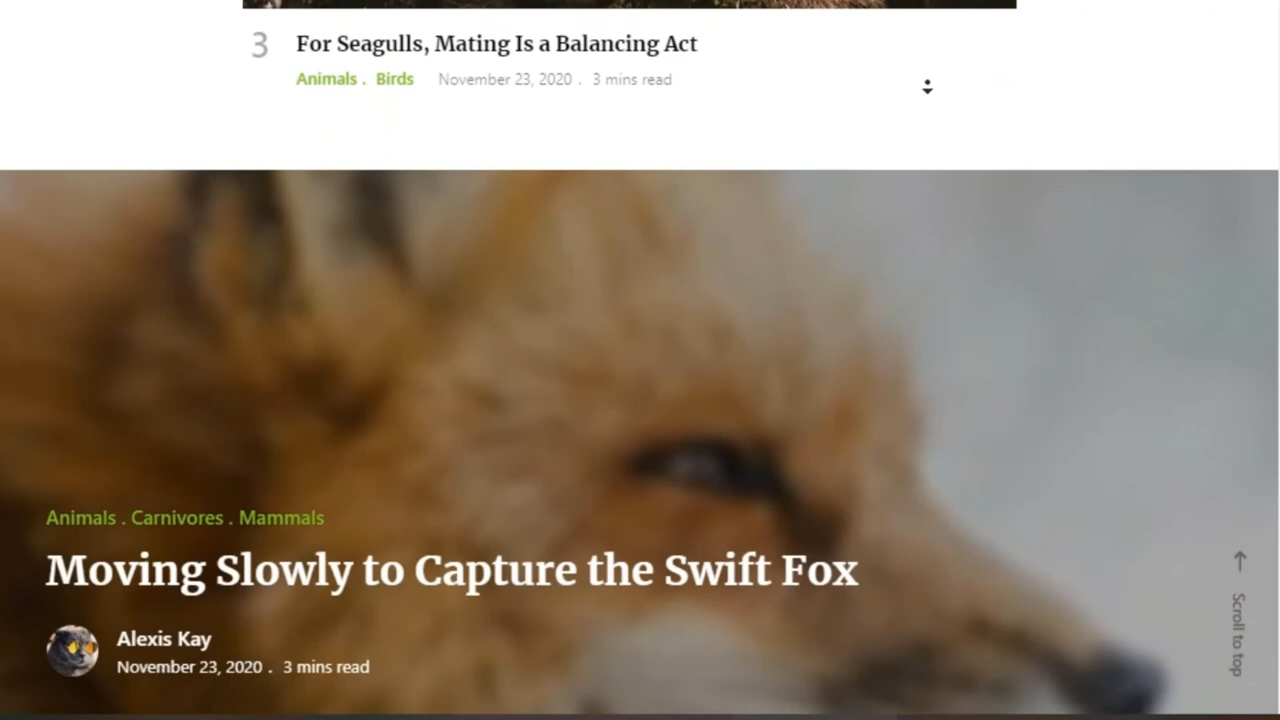 3 For Seagulls, Mating Is a Balancing Act
Animals . Birds November 23, 2020 . 3 mins read
Animals . Carnivores . Mammals
Moving Slowly to Capture the Swift Fox
Alexis Kay
November 23, 2020 . 3 mins read
Scroll to top